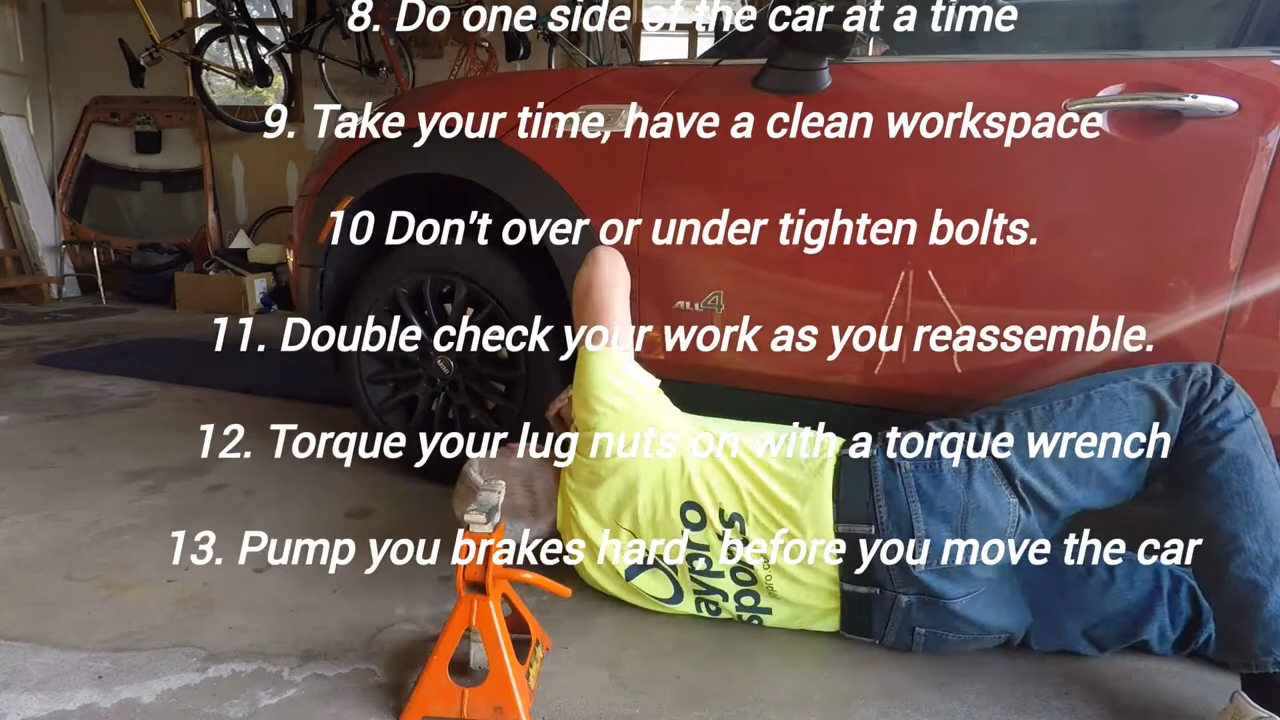 8. Do one side of the car at a time
9. Take your time, have a clean workspace
10 Don't over or under tighten bolts.
ALL4
11. Double check your work as you reassemble.
12. Torque your lug nuts on with a torque wrench
13. Pump you brakes hard, before you move the car
aypro
sports